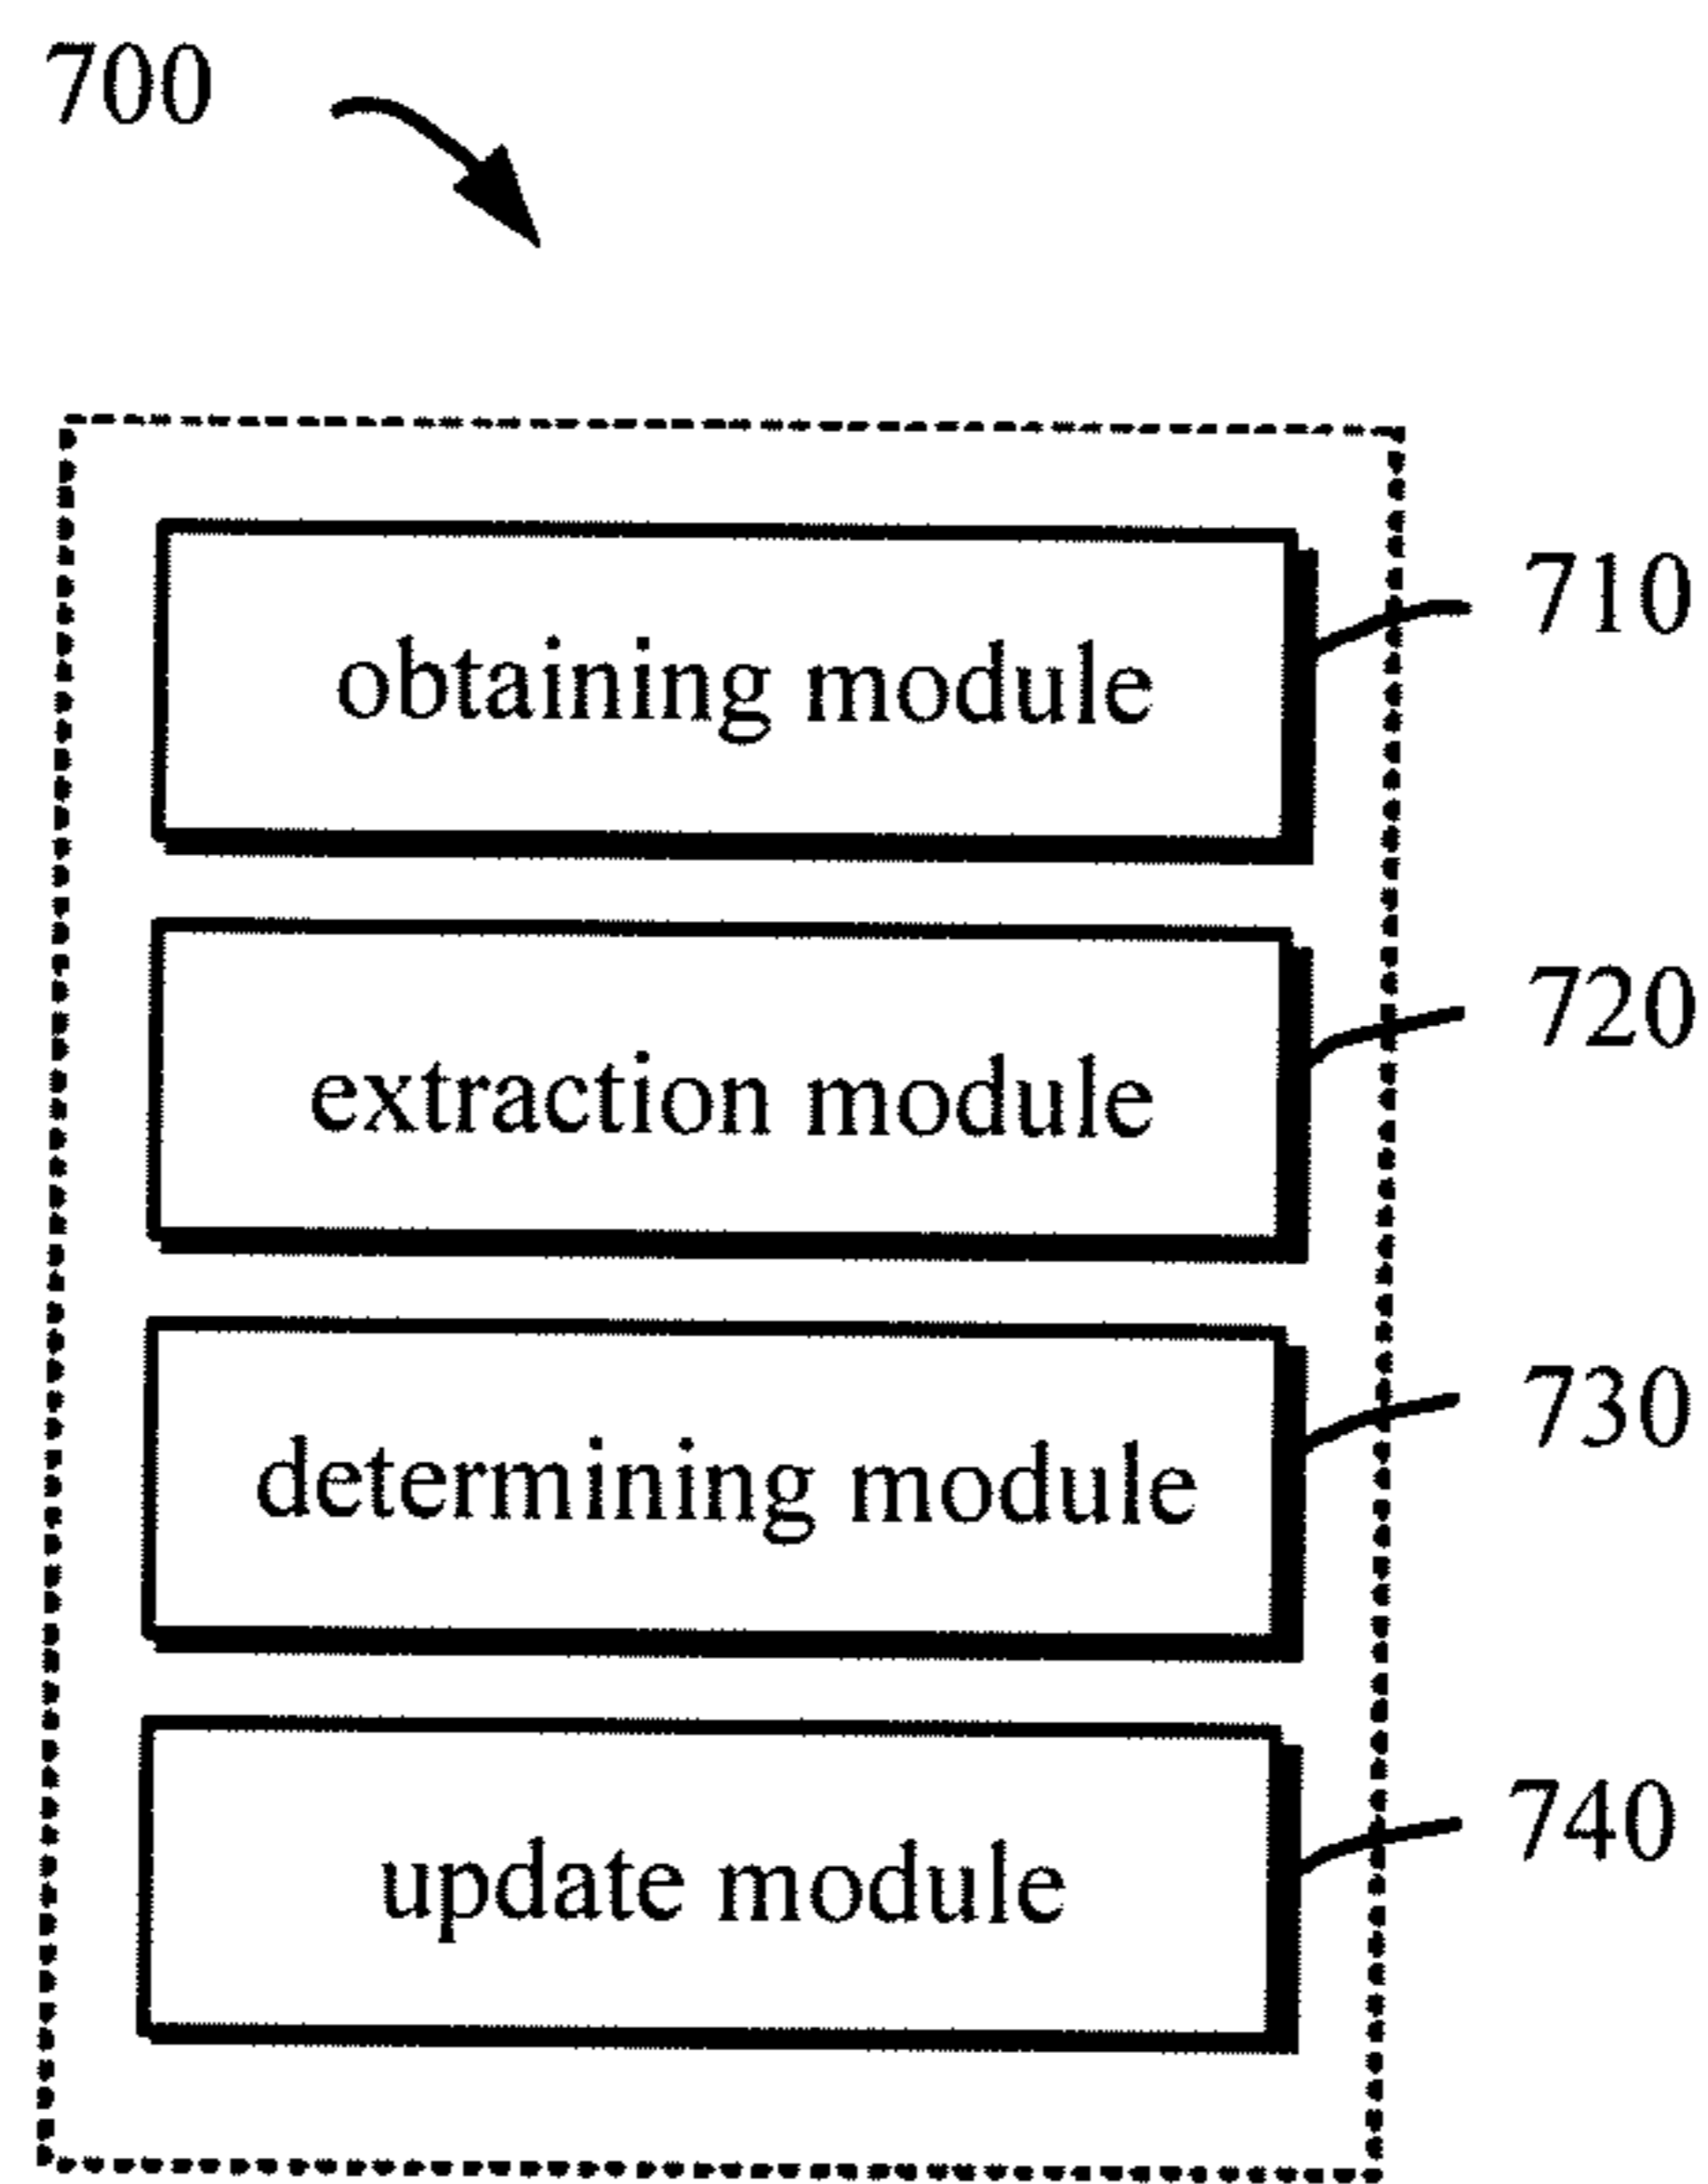 700
obtaining module
710
extraction module
720
determining module
730
update module
740